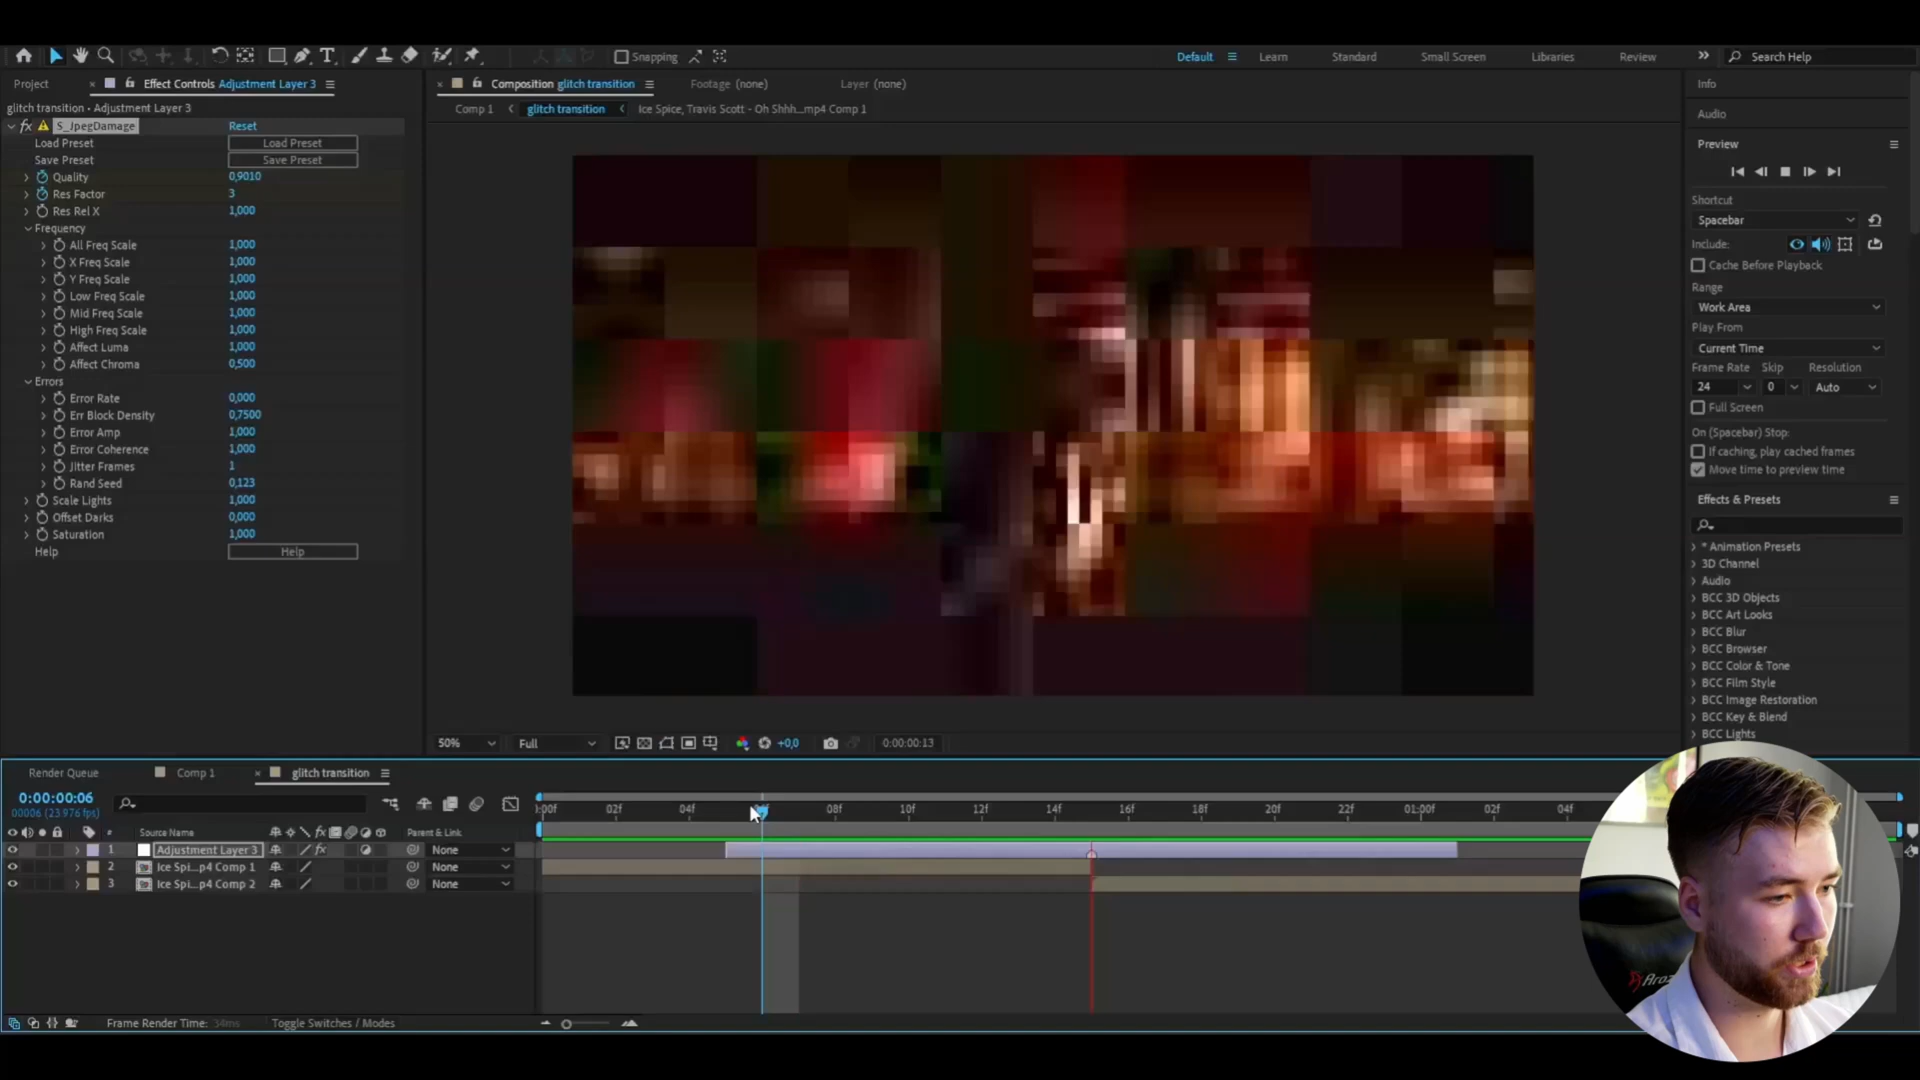 Snapping
Default
Learn
Standard
Small Screen
Libraries
Review
Search Help
Project
Effect Controls Adjustment Layer 3
Composition glitch transition
Footage (none)
Layer (none)
Info
glitch transition • Adjustment Layer 3
Comp 1
glitch transition
Ice Spice, Travis Scott - Oh Shhh...mp4 Comp 1
Audio
fx S_JpegDamage Reset
Load Preset Load Preset
Save Preset Save Preset
Quality 0,9010
Res Factor 3
Res Rel X 1,000
Frequency
All Freq Scale 1,000
X Freq Scale 1,000
Y Freq Scale 1,000
Low Freq Scale 1,000
Mid Freq Scale 1,000
High Freq Scale 1,000
Affect Luma 1,000
Affect Chroma 0,500
Errors
Error Rate 0,000
Err Block Density 0,7500
Error Amp 1,000
Error Coherence 1,000
Jitter Frames 1
Rand Seed 0,123
Scale Lights 1,000
Offset Darks 0,000
Saturation 1,000
Help Help
Preview
Shortcut
Spacebar
Include:
Cache Before Playback
Range
Work Area
Play From
Current Time
Frame Rate Skip Resolution
24 0 Auto
Full Screen
On (Spacebar) Stop:
If caching, play cached frames
Move time to preview time
Effects & Presets
* Animation Presets
3D Channel
Audio
BCC 3D Objects
BCC Art Looks
BCC Blur
BCC Browser
BCC Color & Tone
BCC Film Style
BCC Image Restoration
BCC Key & Blend
BCC Lights
50% Full +0,0 0:00:00:13
Render Queue
Comp 1
glitch transition
0:00:00:06
00006 (23.976 fps)
:00f 02f 04f 08f 10f 12f 14f 16f 18f 20f 22f 01:00f 02f 04f
# Source Name fx Parent & Link
1 Adjustment Layer 3 fx None
2 Ice Spi...p4 Comp 1 None
3 Ice Spi...p4 Comp 2 None
Frame Render Time: 34ms
Toggle Switches / Modes